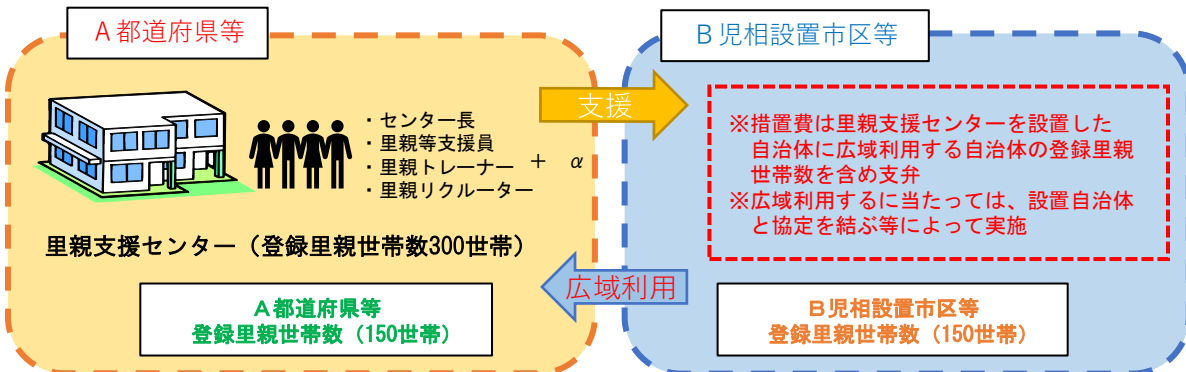 A都道府県等
B児相設置市区等
支援
・センター長
・里親等支援員
・里親トレーナー
・里親リクルーター
+ α
里親支援センター（登録里親世帯数300世帯）
※措置費は里親支援センターを設置した
自治体に広域利用する自治体の登録里親
世帯数を含め支弁
※広域利用するに当たっては、設置自治体
と協定を結ぶ等によって実施
広域利用
A都道府県等
登録里親世帯数（150世帯）
B児相設置市区等
登録里親世帯数（150世帯）